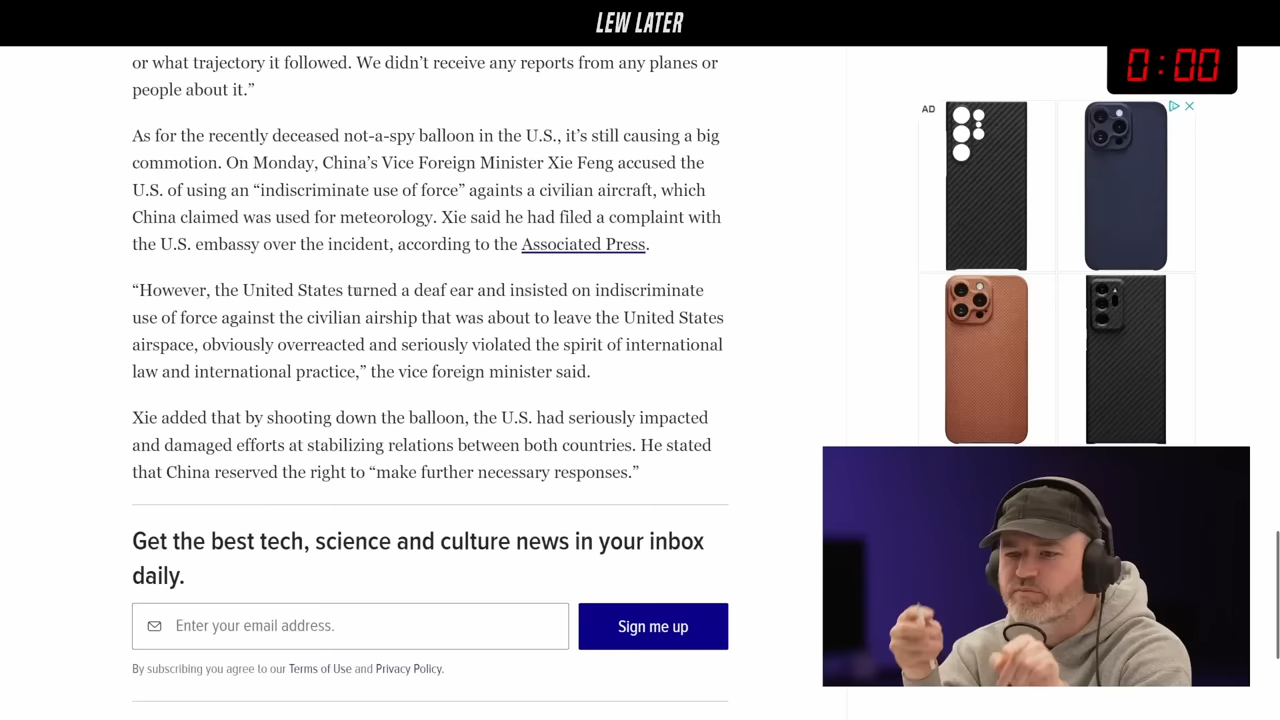 LEW LATER
0:00
or what trajectory it followed. We didn’t receive any reports from any planes or
people about it.”
As for the recently deceased not-a-spy balloon in the U.S., it’s still causing a big
commotion. On Monday, China’s Vice Foreign Minister Xie Feng accused the
U.S. of using an “indiscriminate use of force” againts a civilian aircraft, which
China claimed was used for meteorology. Xie said he had filed a complaint with
the U.S. embassy over the incident, according to the Associated Press.
“However, the United States turned a deaf ear and insisted on indiscriminate
use of force against the civilian airship that was about to leave the United States
airspace, obviously overreacted and seriously violated the spirit of international
law and international practice,” the vice foreign minister said.
Xie added that by shooting down the balloon, the U.S. had seriously impacted
and damaged efforts at stabilizing relations between both countries. He stated
that China reserved the right to “make further necessary responses.”
Get the best tech, science and culture news in your inbox
daily.
Enter your email address.
Sign me up
By subscribing you agree to our Terms of Use and Privacy Policy.
AD